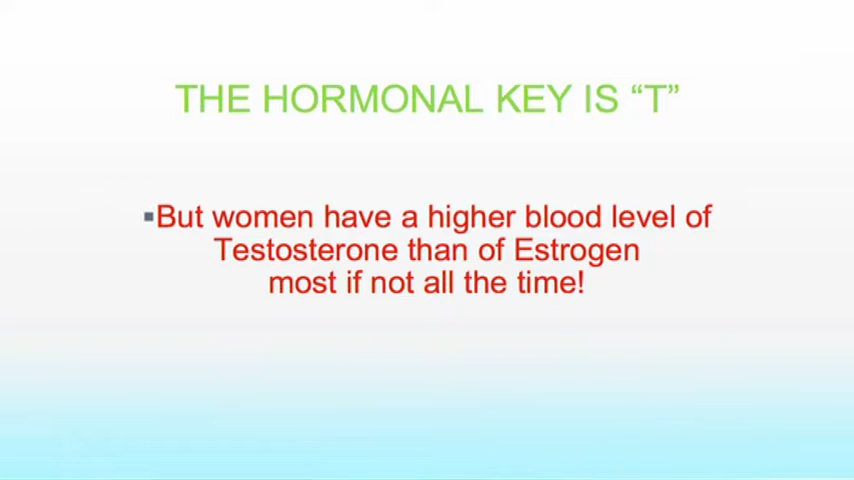 THE HORMONAL KEY IS “T”
▪But women have a higher blood level of
Testosterone than of Estrogen
most if not all the time!